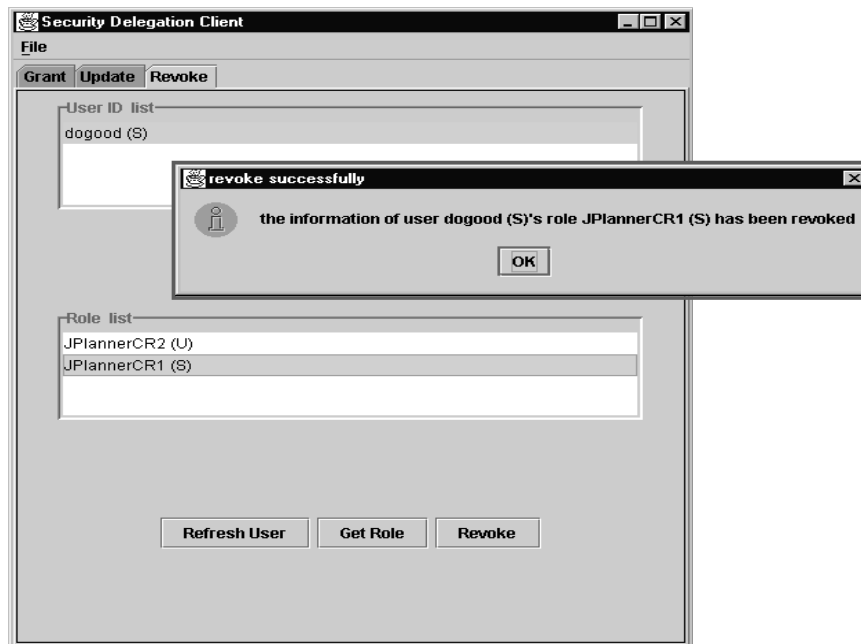 Security Delegation Client
File
Grant Update Revoke
User ID list
dogood (S)
revoke successfully
the information of user dogood (S)'s role JPlannerCR1 (S) has been revoked
OK
Role list
JPlannerCR2 (U)
JPlannerCR1 (S)
Refresh User Get Role Revoke